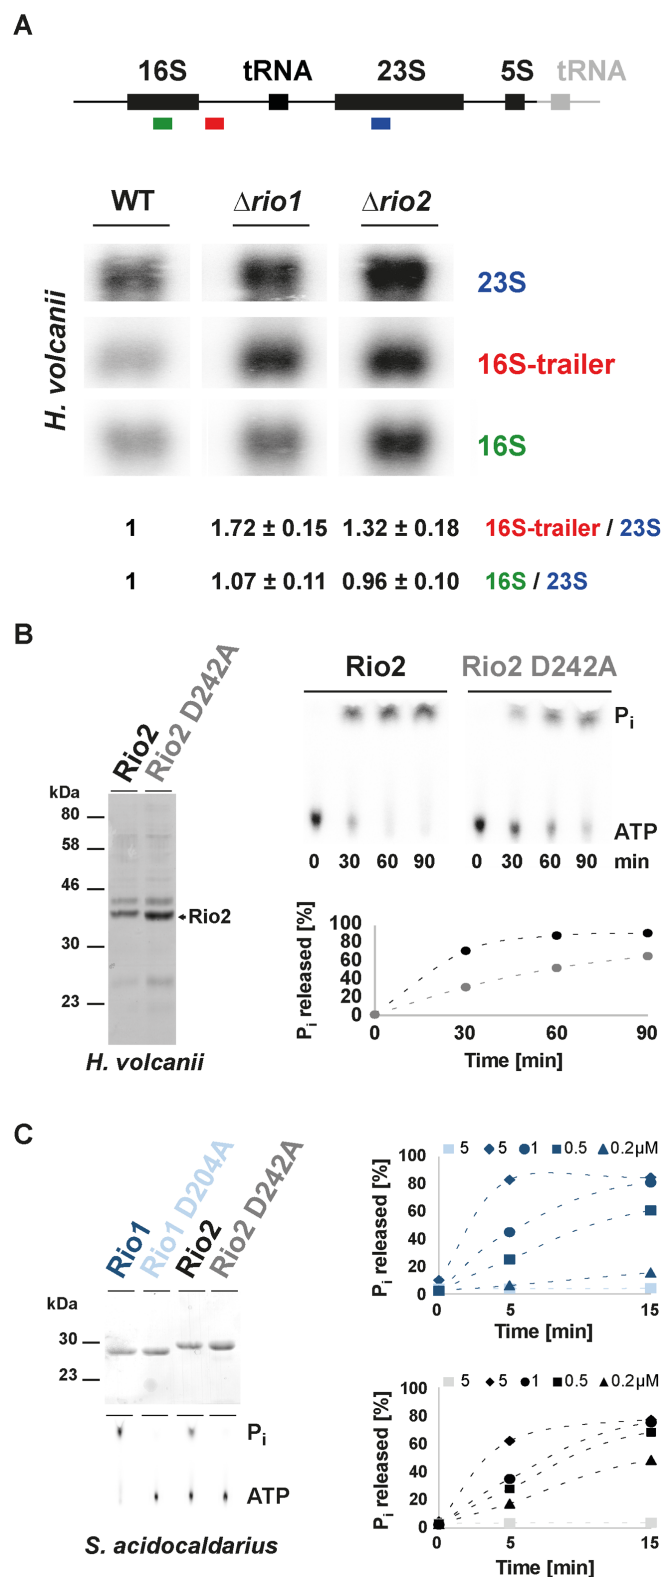 A
16S tRNA 23S 5S tRNA
WT Δrio1 Δrio2
H. volcanii
23S
16S-trailer
16S
1 1.72 ± 0.15 1.32 ± 0.18 16S-trailer / 23S
1 1.07 ± 0.11 0.96 ± 0.10 16S / 23S
B
Rio2
Rio2 D242A
kDa
80
58
46
30
23
Rio2
H. volcanii
Rio2 Rio2 D242A
Pi
ATP
0 30 60 90 0 30 60 90 min
Pi released [%]
100
80
60
40
20
0
0 30 60 90
Time [min]
C
Rio1
Rio1 D204A
Rio2
Rio2 D242A
kDa
30
23
Pi
ATP
S. acidocaldarius
5 5 1 0.5 0.2µM
Pi released [%]
100
80
60
40
20
0
0 5 15
Time [min]
5 5 1 0.5 0.2µM
Pi released [%]
100
80
60
40
20
0
0 5 15
Time [min]